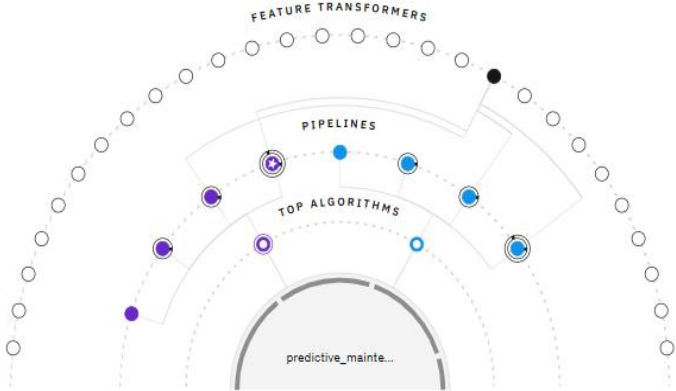 FEATURE TRANSFORMERS
PIPELINES
TOP ALGORITHMS
predictive_mainte...